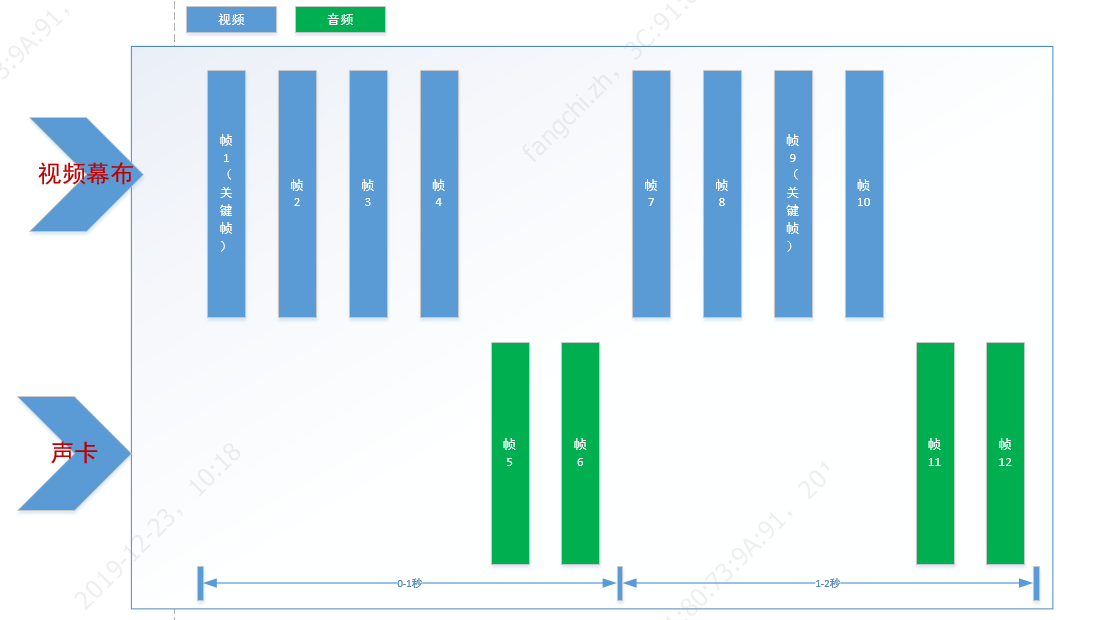 视频
音频
3:9A:91,
fangchi.zh, 3C:91:
视频幕布
帧
1
（
关
键
帧
）
帧
2
帧
3
帧
4
帧
7
帧
8
帧
9
（
关
键
帧
）
帧
10
声卡
帧
5
帧
6
帧
11
帧
12
2019-12-23, 10:18
:80:73:9A:91, 201
0-1秒
1-2秒